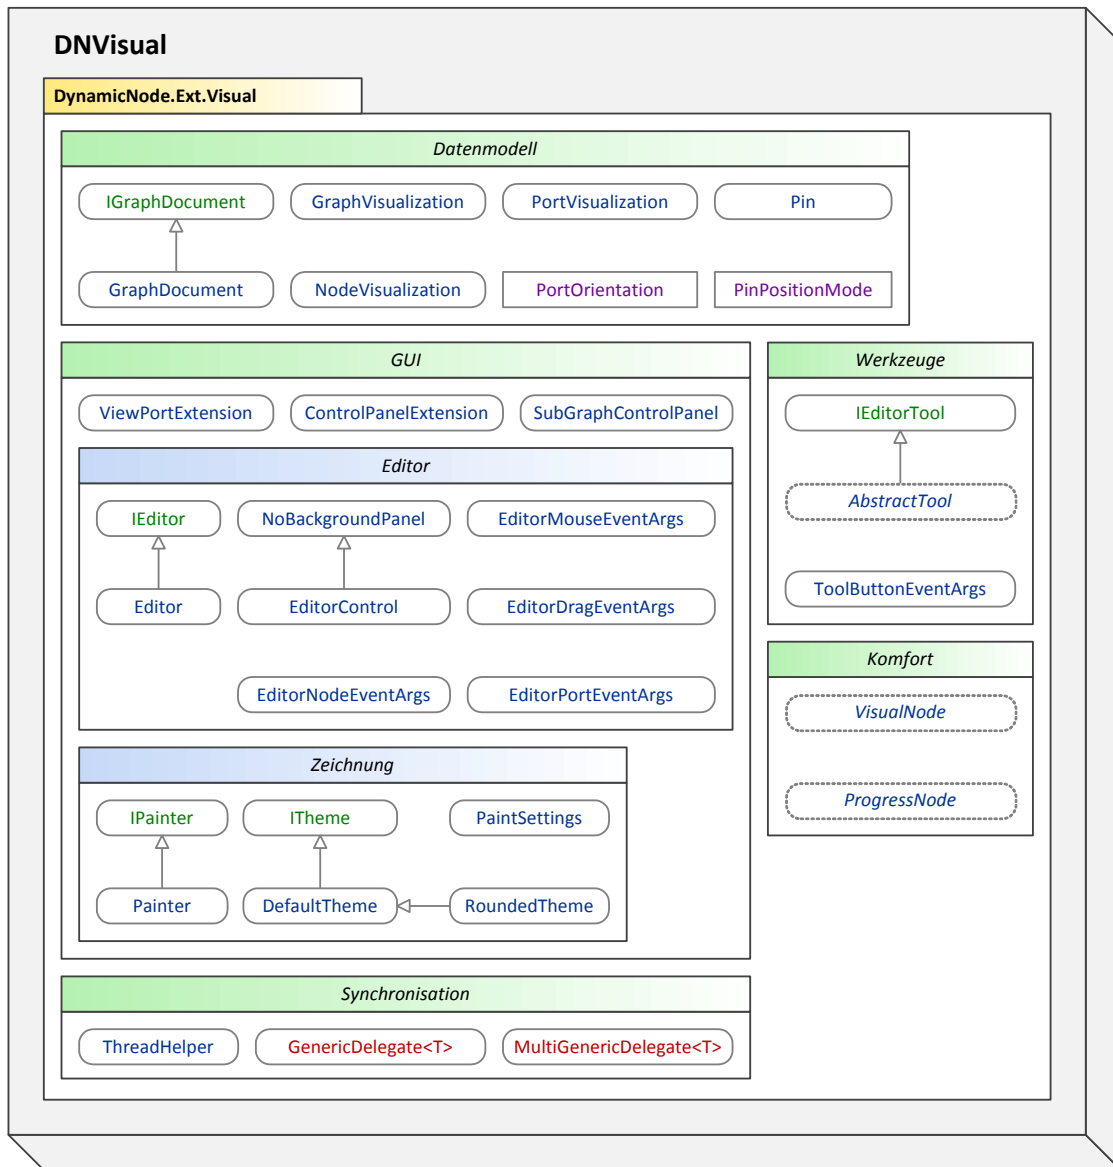 DNVisual
DynamicNode.Ext.Visual
Datenmodell
IGraphDocument
GraphVisualization
PortVisualization
Pin
GraphDocument
NodeVisualization
PortOrientation
PinPositionMode
GUI
ViewPortExtension
ControlPanelExtension
SubGraphControlPanel
Editor
IEditor
NoBackgroundPanel
EditorMouseEventArgs
Editor
EditorControl
EditorDragEventArgs
EditorNodeEventArgs
EditorPortEventArgs
Zeichnung
IPainter
ITheme
PaintSettings
Painter
DefaultTheme
RoundedTheme
Werkzeuge
IEditorTool
AbstractTool
ToolButtonEventArgs
Komfort
VisualNode
ProgressNode
Synchronisation
ThreadHelper
GenericDelegate<T>
MultiGenericDelegate<T>